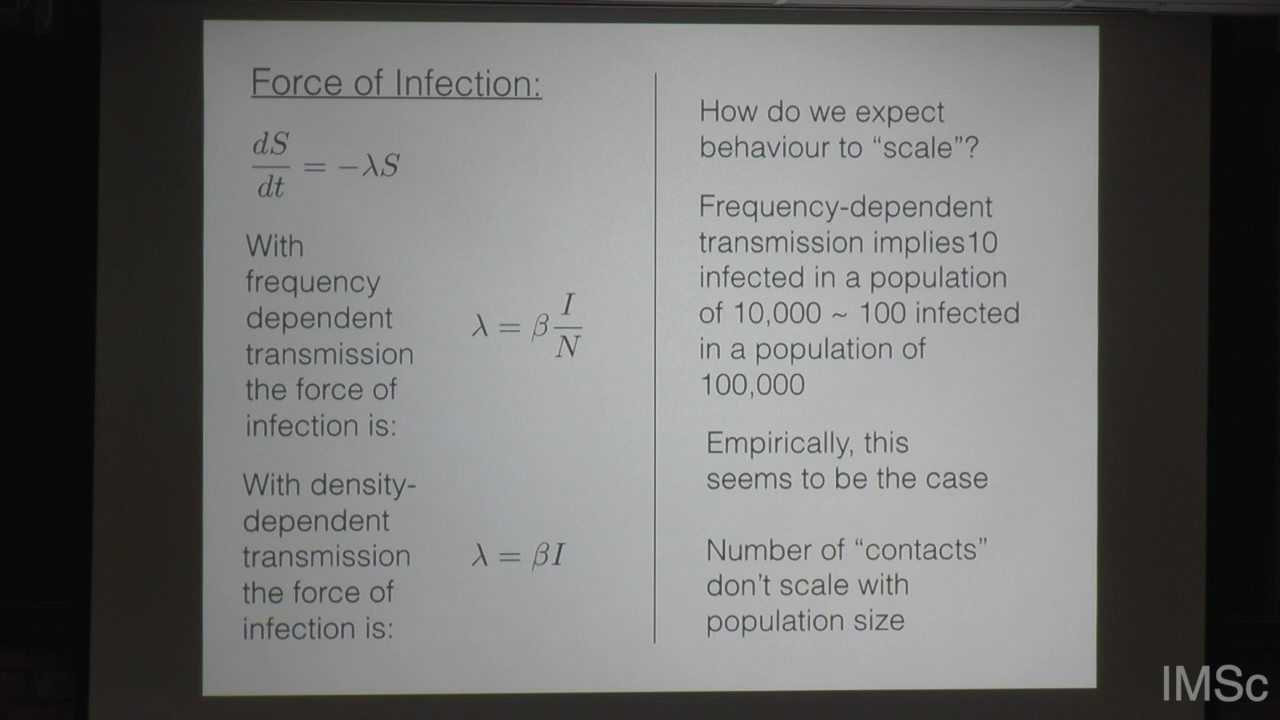 Force of Infection:
dS/dt = −λS
With
frequency
dependent
transmission
the force of
infection is:
λ = β I/N
With density-
dependent
transmission
the force of
infection is:
λ = βI
How do we expect
behaviour to “scale”?
Frequency-dependent
transmission implies10
infected in a population
of 10,000 ~ 100 infected
in a population of
100,000
Empirically, this
seems to be the case
Number of “contacts”
don’t scale with
population size
IMSc